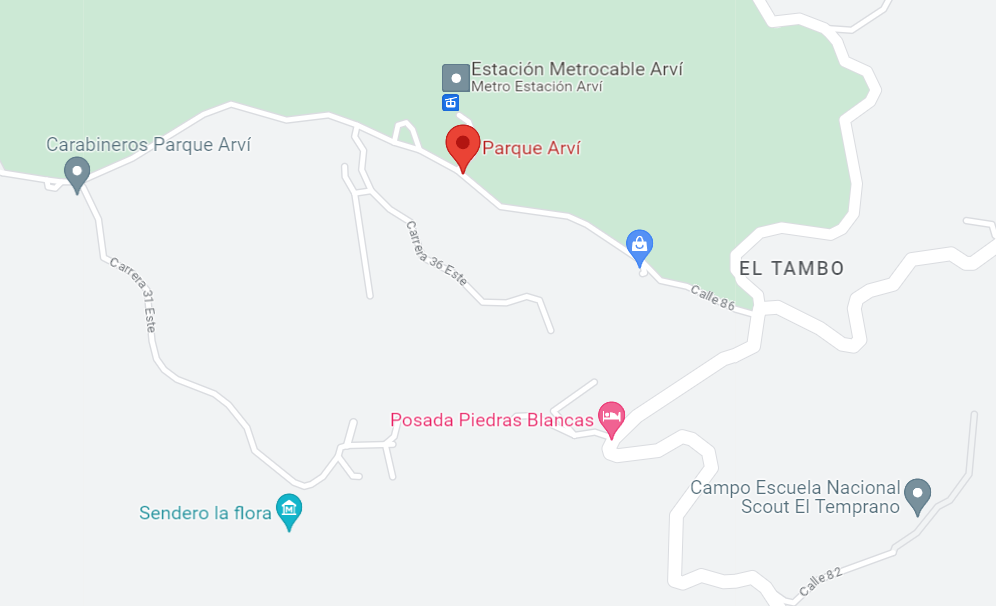 Estación Metrocable Arví
Metro Estación Arví
Carabineros Parque Arví
Parque Arví
Carrera 36 Este
Carrera 31 Este
EL TAMBO
Calle 86
Posada Piedras Blancas
Campo Escuela Nacional
Scout El Temprano
Sendero la flora
M
Calle 82